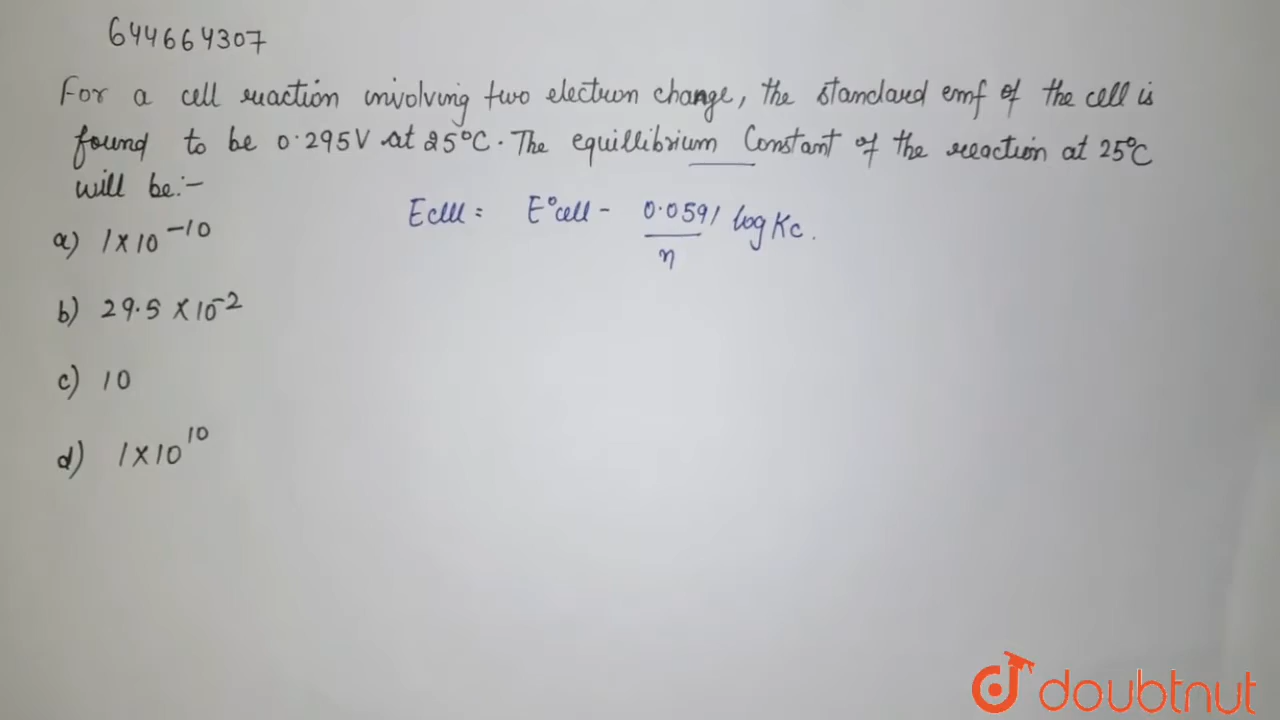 644664307
For a cell reaction involving two electron change, the standard emf of the cell is
found to be 0.295V at 25°C. The equillibrium Constant of the reaction at 25°C
will be:-
Ecell = E°cell - 0.0591/n log Kc.
a) 1×10^-10
b) 29.5 ×10^-2
c) 10
d) 1×10^10
doubtnut